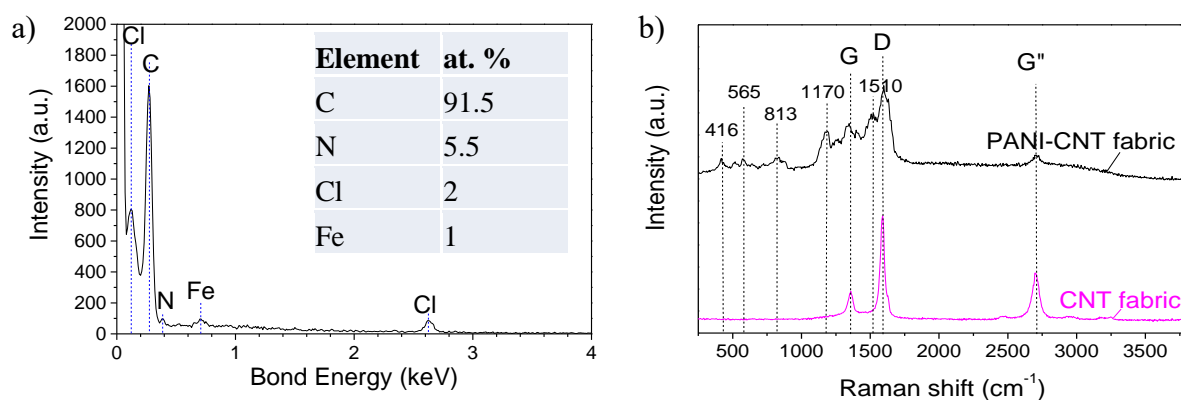 a)
Intensity (a.u.)
2000
1800
1600
1400
1200
1000
800
600
400
200
0
Cl
C
N
Fe
Cl
Element at. %
C 91.5
N 5.5
Cl 2
Fe 1
0 1 2 3 4
Bond Energy (keV)
b)
Intensity (a.u.)
G D G"
416 565 813 1170 1510
PANI-CNT fabric
CNT fabric
500 1000 1500 2000 2500 3000 3500
Raman shift (cm⁻¹)